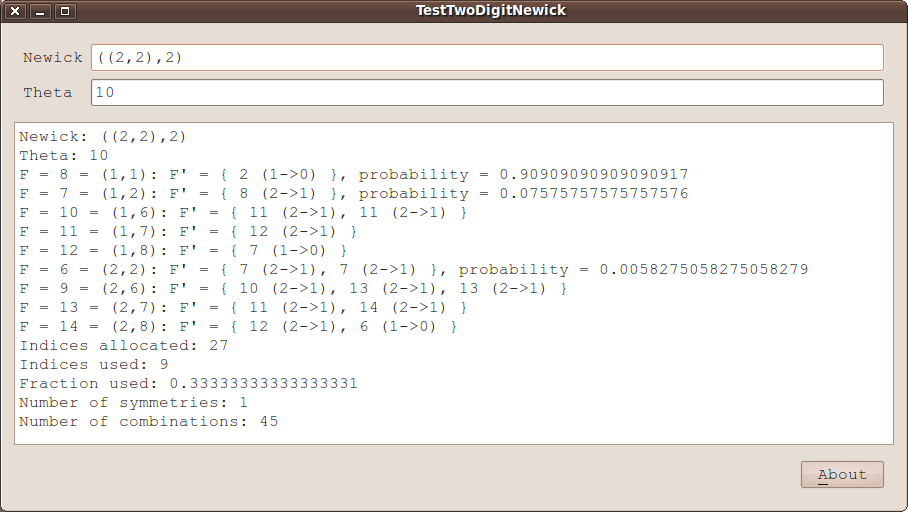 TestTwoDigitNewick
Newick ((2,2),2)
Theta 10
Newick: ((2,2),2)
Theta: 10
F = 8 = (1,1): F' = { 2 (1->0) }, probability = 0.90909090909090917
F = 7 = (1,2): F' = { 8 (2->1) }, probability = 0.07575757575757576
F = 10 = (1,6): F' = { 11 (2->1), 11 (2->1) }
F = 11 = (1,7): F' = { 12 (2->1) }
F = 12 = (1,8): F' = { 7 (1->0) }
F = 6 = (2,2): F' = { 7 (2->1), 7 (2->1) }, probability = 0.0058275058275058279
F = 9 = (2,6): F' = { 10 (2->1), 13 (2->1), 13 (2->1) }
F = 13 = (2,7): F' = { 11 (2->1), 14 (2->1) }
F = 14 = (2,8): F' = { 12 (2->1), 6 (1->0) }
Indices allocated: 27
Indices used: 9
Fraction used: 0.33333333333333331
Number of symmetries: 1
Number of combinations: 45
About